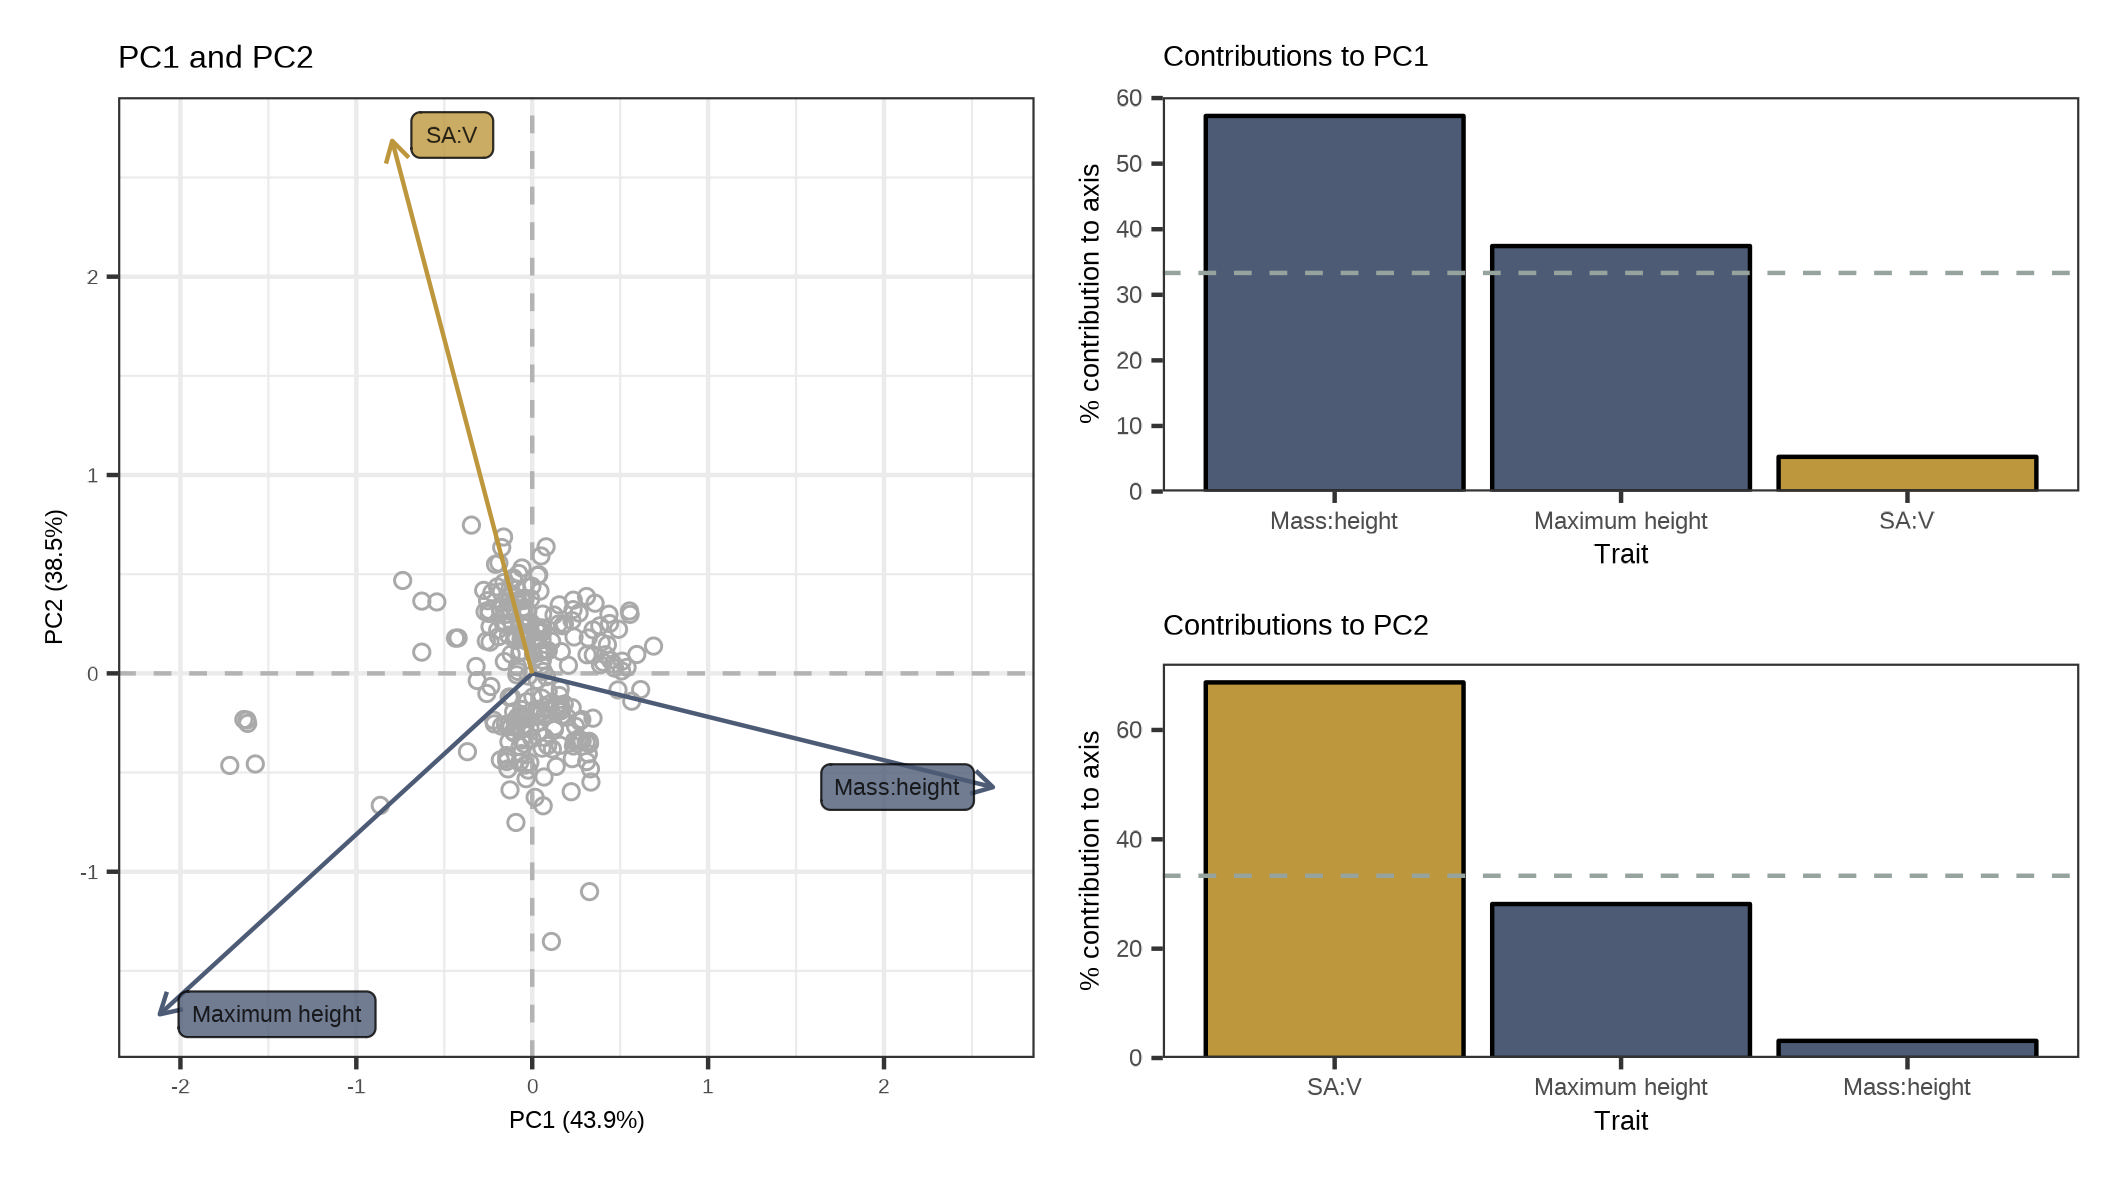 PC1 and PC2
SA:V
Mass:height
Maximum height
2
1
0
-1
PC2 (38.5%)
-2 -1 0 1 2
PC1 (43.9%)
Contributions to PC1
60
50
40
30
20
10
0
% contribution to axis
Mass:height Maximum height SA:V
Trait
Contributions to PC2
60
40
20
0
% contribution to axis
SA:V Maximum height Mass:height
Trait